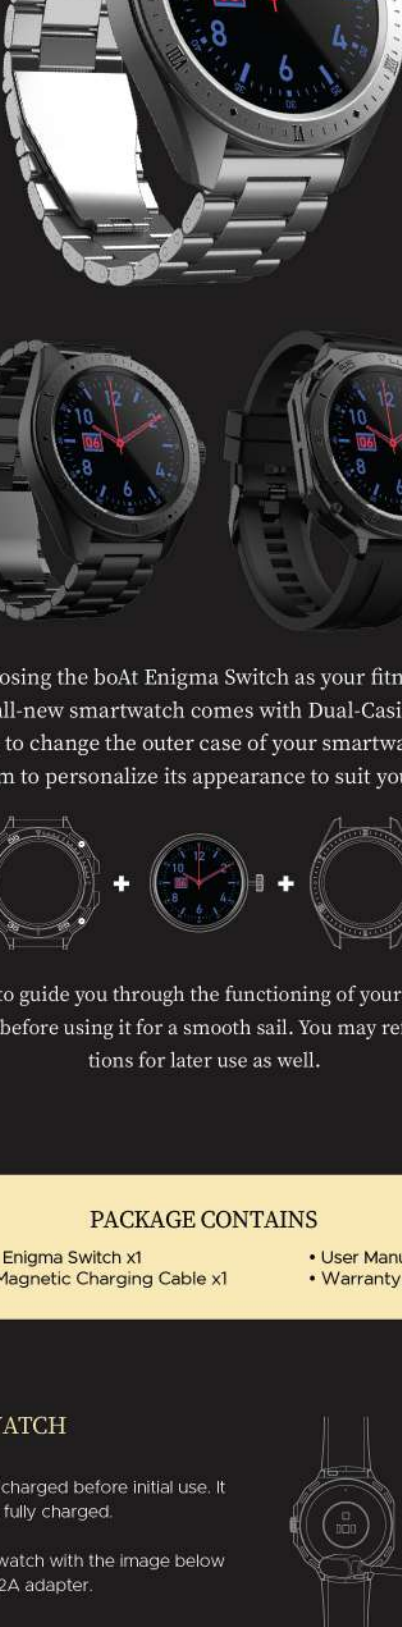 osing the boAt Enigma Switch as your fitn
all-new smartwatch comes with Dual-Casi
to change the outer case of your smartwa
m to personalize its appearance to suit you
to guide you through the functioning of your
before using it for a smooth sail. You may re
tions for later use as well.
PACKAGE CONTAINS
Enigma Switch x1
Magnetic Charging Cable x1
• User Manu
• Warranty
WATCH
charged before initial use. It
fully charged.
watch with the image below
2A adapter.